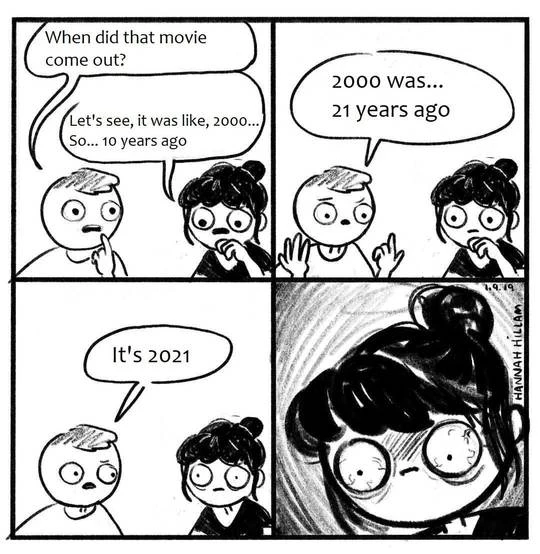 When did that movie
come out?
Let's see, it was like, 2000...
So... 10 years ago
2000 was...
21 years ago
It's 2021
1.9.19
HANNAH HILLAM